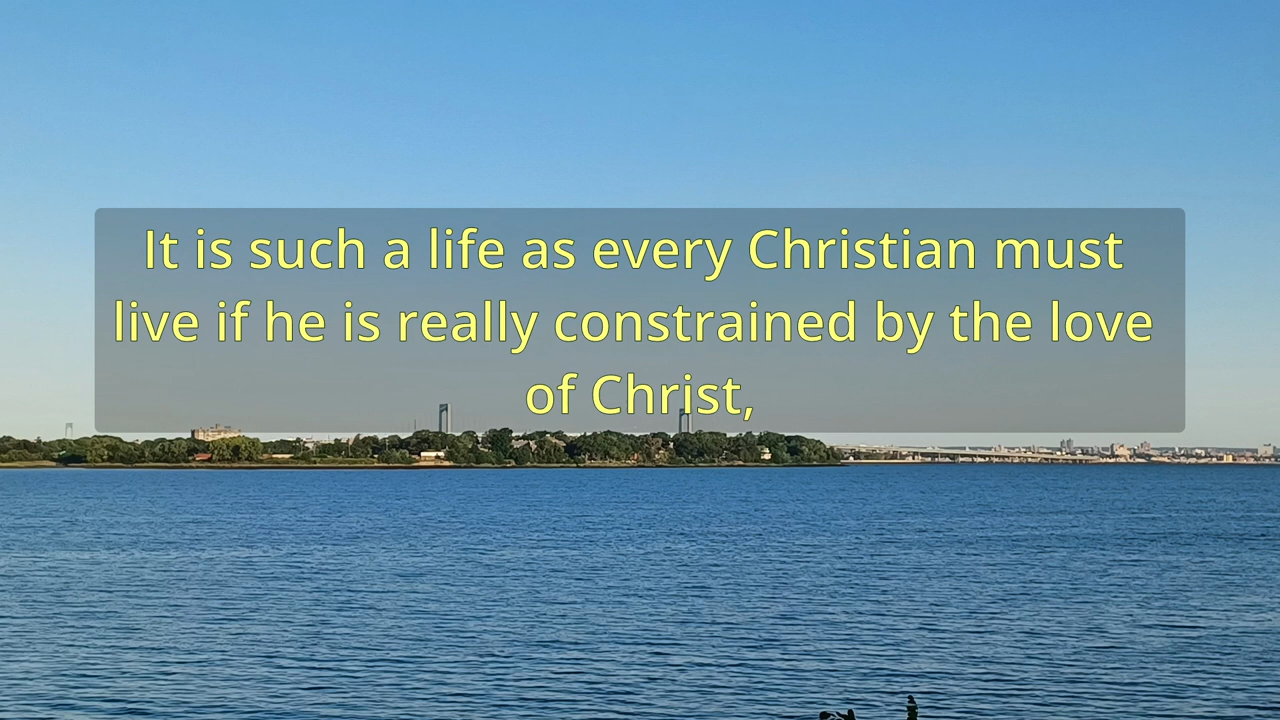 It is such a life as every Christian must
live if he is really constrained by the love
of Christ,